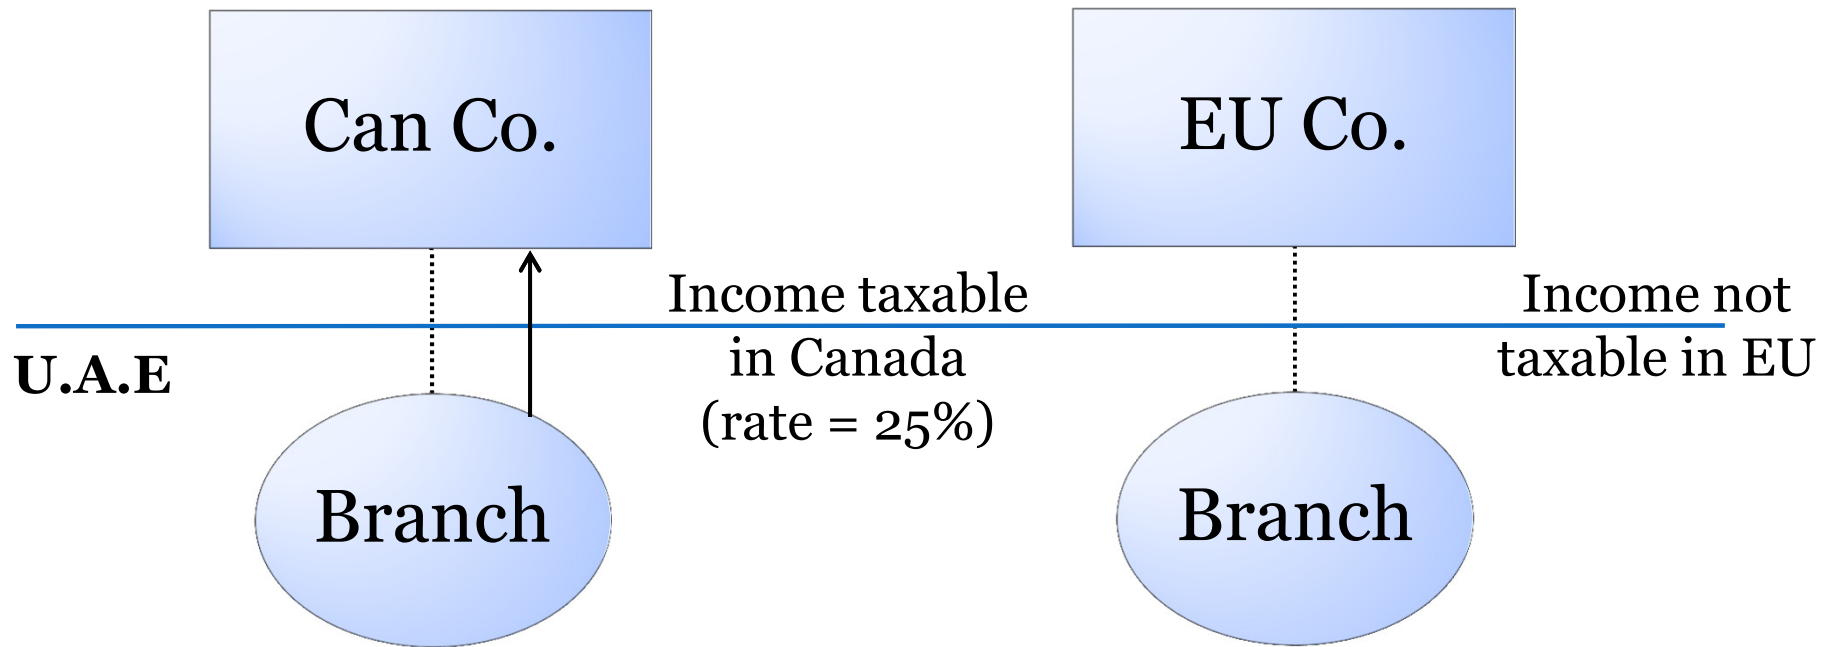 Can Co.
EU Co.
Income taxable
in Canada
(rate = 25%)
Income not
taxable in EU
U.A.E
Branch
Branch